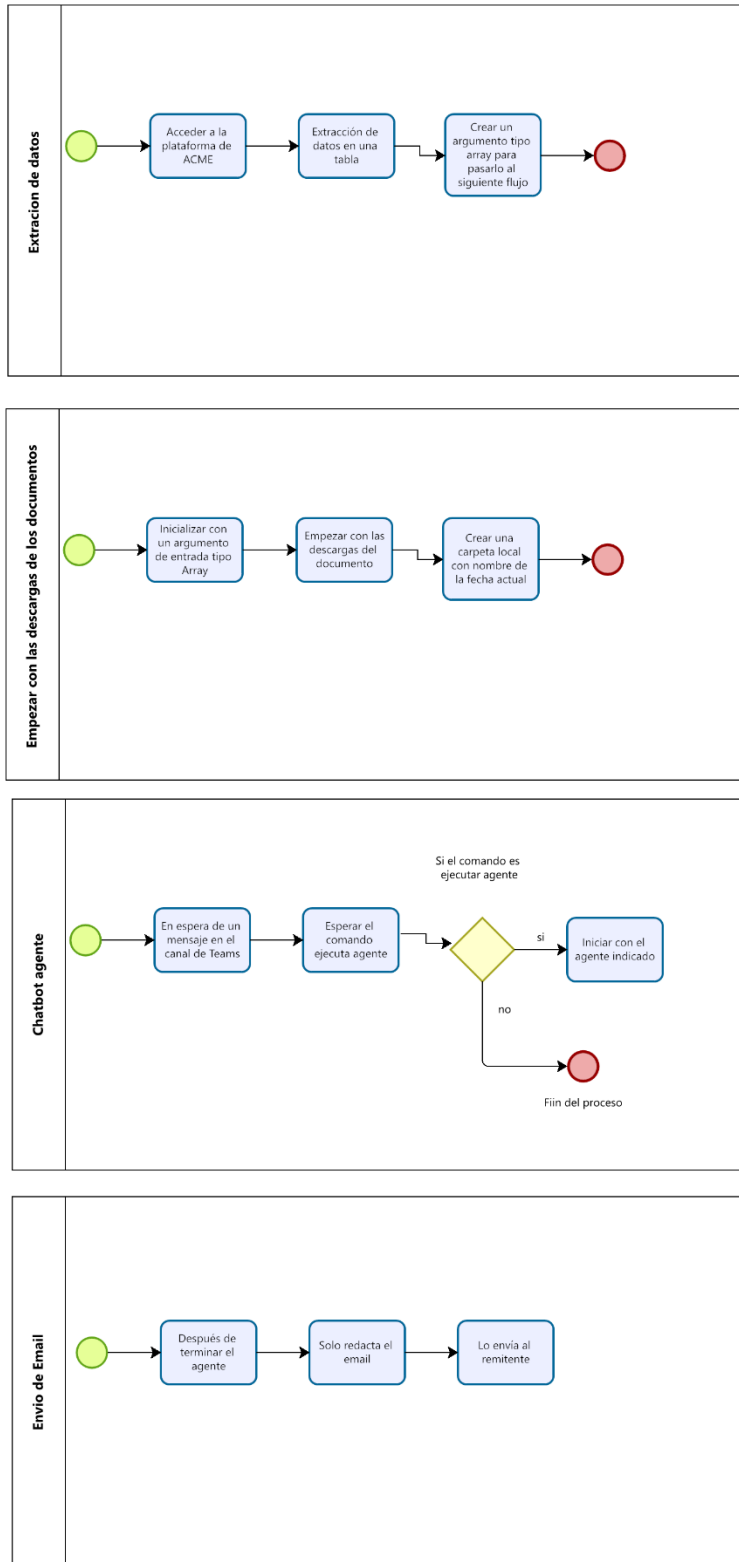 Extracion de datos
Acceder a la
plataforma de
ACME
Extracción de
datos en una
tabla
Crear un
argumento tipo
array para
pasarlo al
siguiente flujo
Empezar con las descargas de los documentos
Inicializar con
un argumento
de entrada tipo
Array
Empezar con las
descargas del
documento
Crear una
carpeta local
con nombre de
la fecha actual
Chatbot agente
En espera de un
mensaje en el
canal de Teams
Esperar el
comando
ejecuta agente
Si el comando es
ejecutar agente
si
Iniciar con el
agente indicado
no
Fiin del proceso
Envio de Email
Después de
terminar el
agente
Solo redacta el
email
Lo envía al
remitente